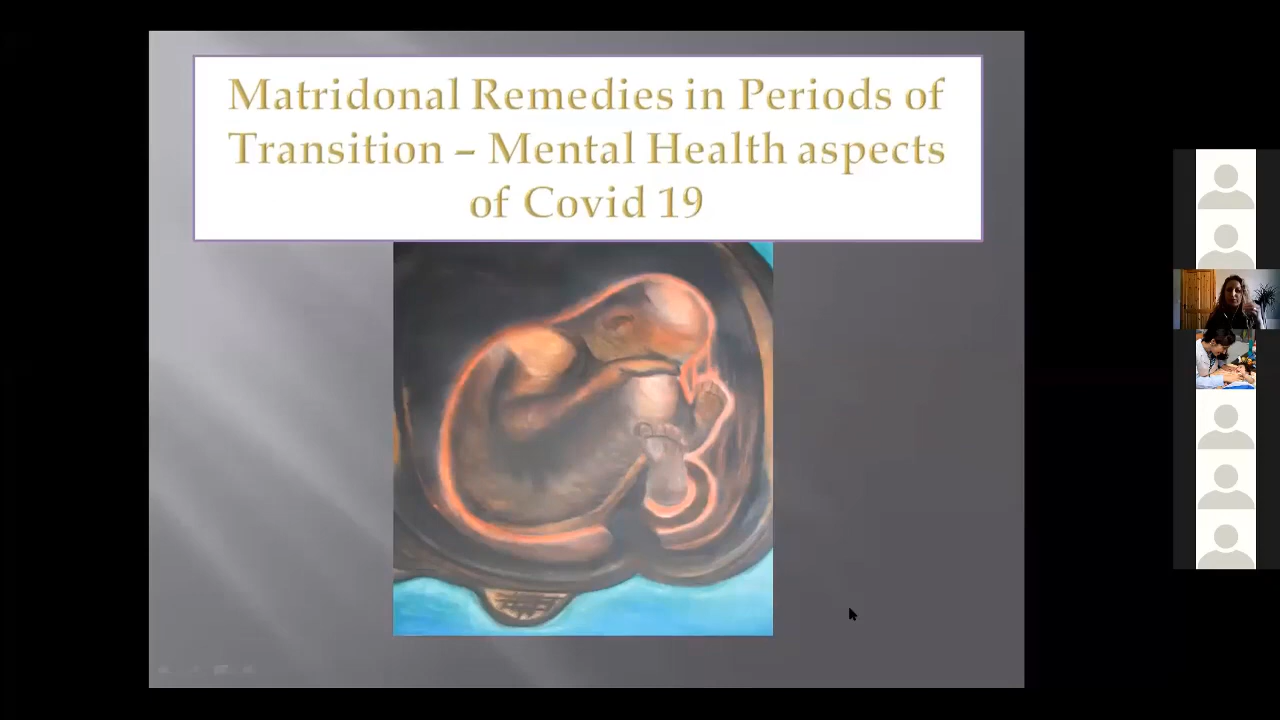 Matridonal Remedies in Periods of
Transition – Mental Health aspects
of Covid 19